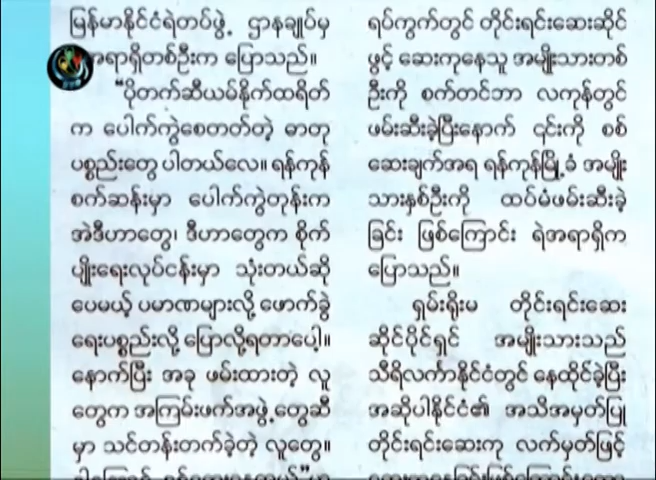 မြန်မာနိုင်ငံရဲတပ်ဖွဲ့ ဌာနချုပ်မှ
အရာရှိတစ်ဦးက ပြောသည်။
“ပိုတက်ဆီယမ်နိုက်ထရိတ်
က ပေါက်ကွဲစေတတ်တဲ့ ဓာတု
ပစ္စည်းတွေ ပါတယ်လေ။ ရန်ကုန်
စက်ဆန်းမှာ ပေါက်ကွဲတုန်းက
အဲဒီဟာတွေ၊ ဒီဟာတွေက စိုက်
ပျိုးရေးလုပ်ငန်းမှာ သုံးတယ်ဆို
ပေမယ့် ပမာဏများလို့ ဖောက်ခွဲ
ရေးပစ္စည်းလို့ ပြောလို့ရတာပေါ့။
နောက်ပြီး အခု ဖမ်းထားတဲ့ လူ
တွေက အကြမ်းဖက်အဖွဲ့တွေဆီ
မှာ သင်တန်းတက်ခဲ့တဲ့ လူတွေ။
ရပ်ကွက်တွင် တိုင်းရင်းဆေးဆိုင်
ဖွင့် ဆေးကုနေသူ အမျိုးသားတစ်
ဦးကို စက်တင်ဘာ လကုန်တွင်
ဖမ်းဆီးခဲ့ပြီးနောက် ၎င်းကို စစ်
ဆေးချက်အရ ရန်ကုန်မြို့ခံ အမျိုး
သားနှစ်ဦးကို ထပ်မံဖမ်းဆီးခဲ့
ခြင်း ဖြစ်ကြောင်း ရဲအရာရှိက
ပြောသည်။
ရှမ်းရိုးမ တိုင်းရင်းဆေး
ဆိုင်ပိုင်ရှင် အမျိုးသားသည်
သီရိလင်္ကာနိုင်ငံတွင် နေထိုင်ခဲ့ပြီး
အဆိုပါနိုင်ငံ၏ အသိအမှတ်ပြု
တိုင်းရင်းဆေးကု လက်မှတ်ဖြင့်